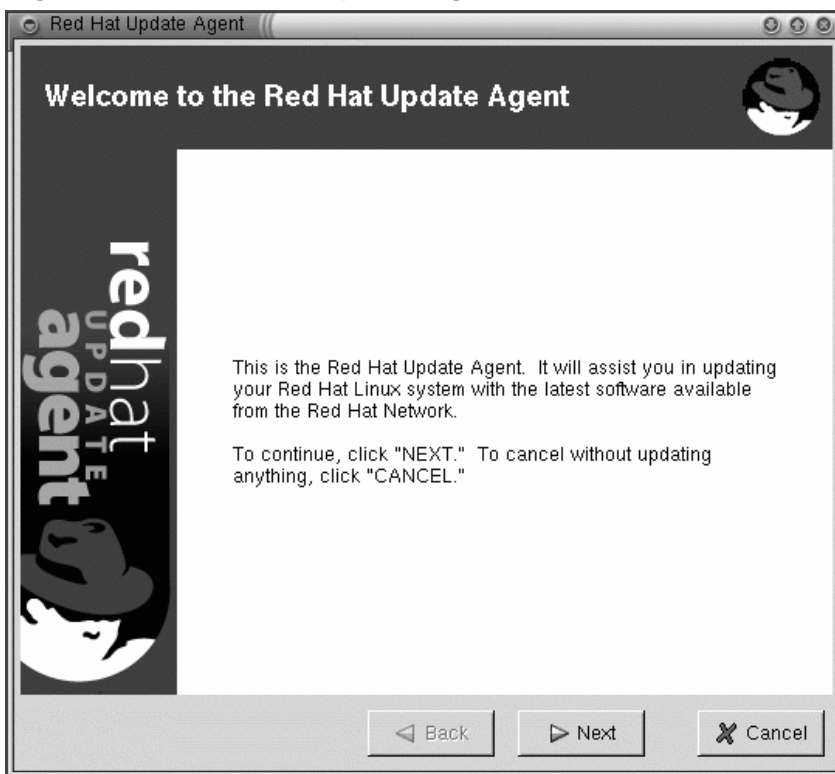 Red Hat Update Agent
Welcome to the Red Hat Update Agent
redhat
UPDATE
agent
This is the Red Hat Update Agent.  It will assist you in updating
your Red Hat Linux system with the latest software available
from the Red Hat Network.
To continue, click "NEXT."  To cancel without updating
anything, click "CANCEL."
Back
Next
Cancel